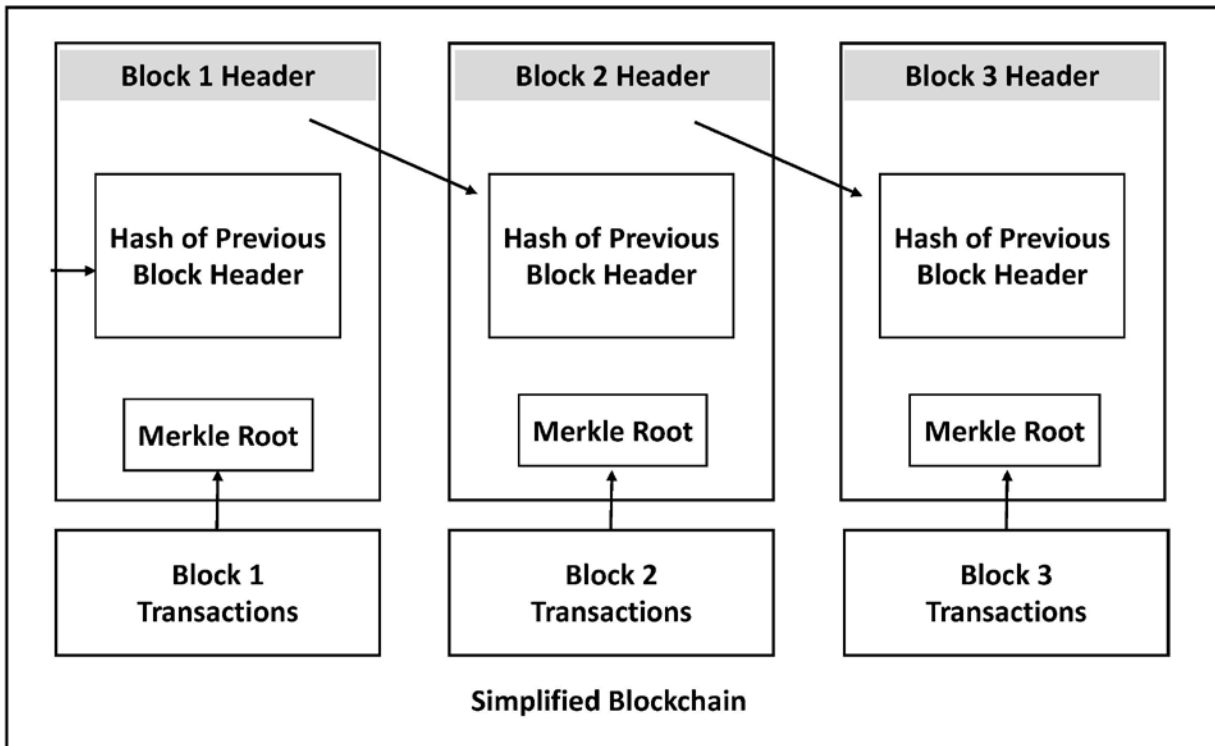 Block 1 Header
Block 2 Header
Block 3 Header
Hash of Previous
Block Header
Hash of Previous
Block Header
Hash of Previous
Block Header
Merkle Root
Merkle Root
Merkle Root
Block 1
Transactions
Block 2
Transactions
Block 3
Transactions
Simplified Blockchain